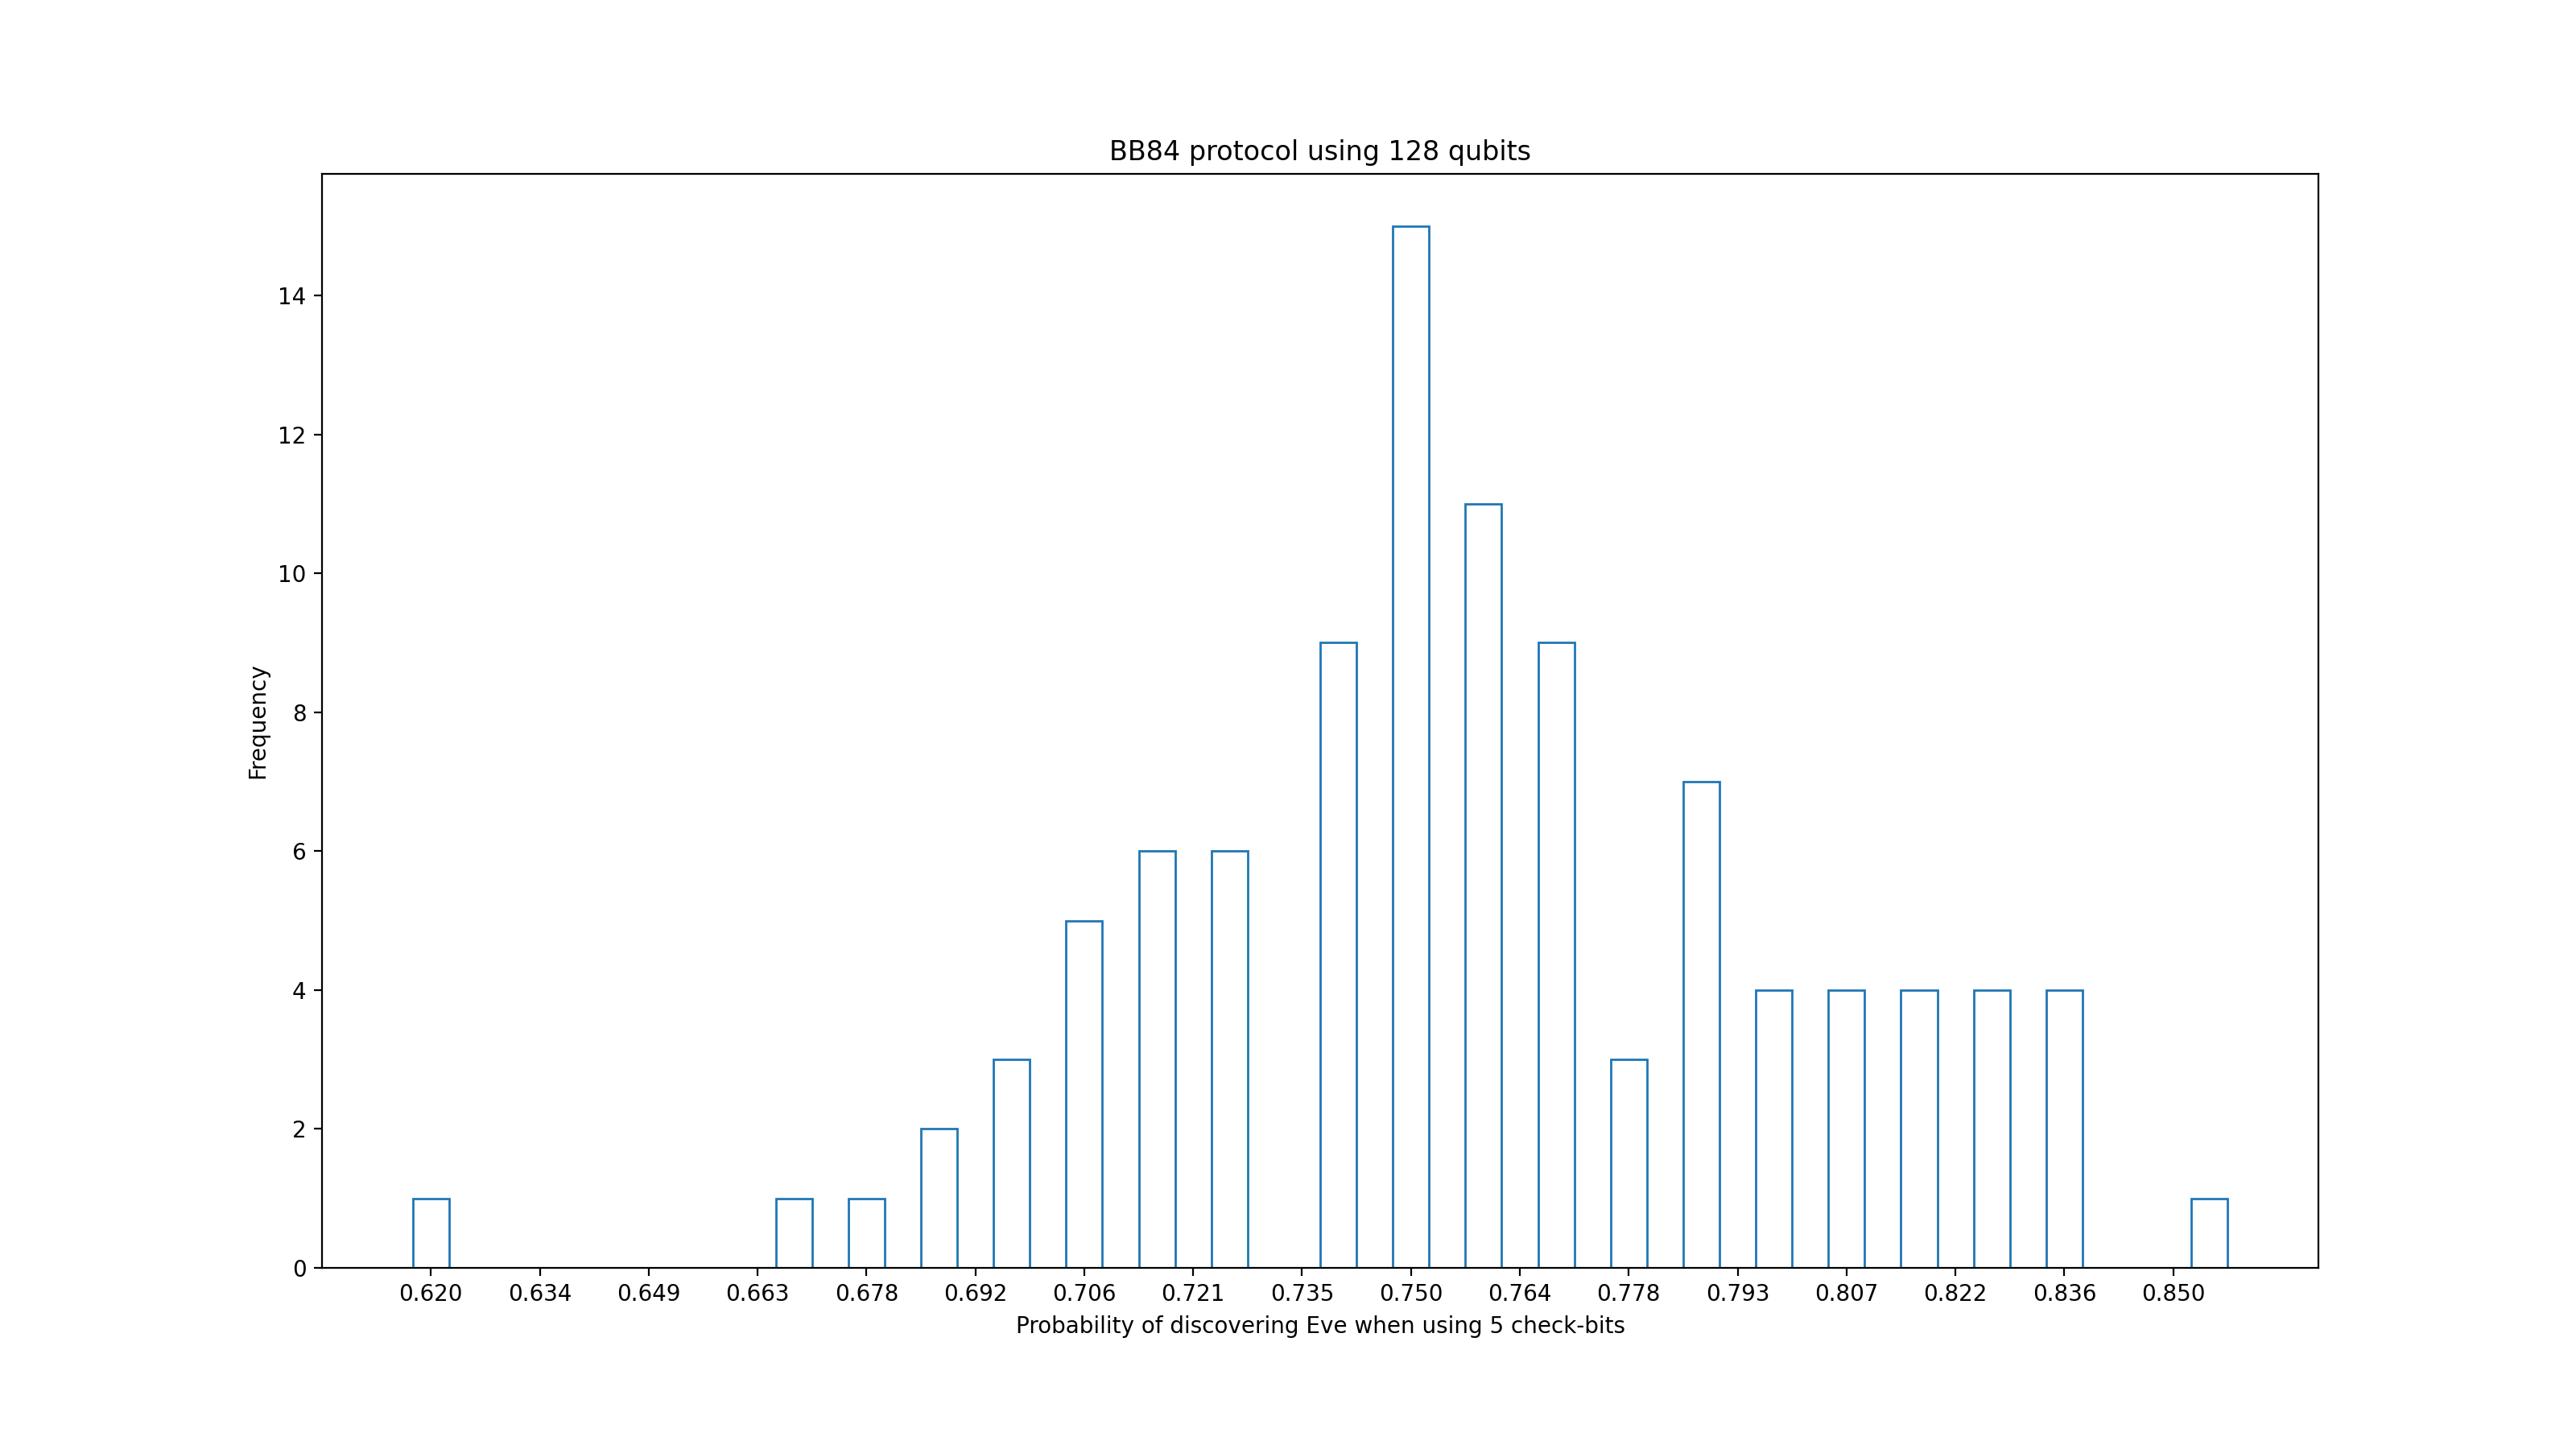 BB84 protocol using 128 qubits
14
12
10
8
6
4
2
0
Frequency
0.620 0.634 0.649 0.663 0.678 0.692 0.706 0.721 0.735 0.750 0.764 0.778 0.793 0.807 0.822 0.836 0.850
Probability of discovering Eve when using 5 check-bits